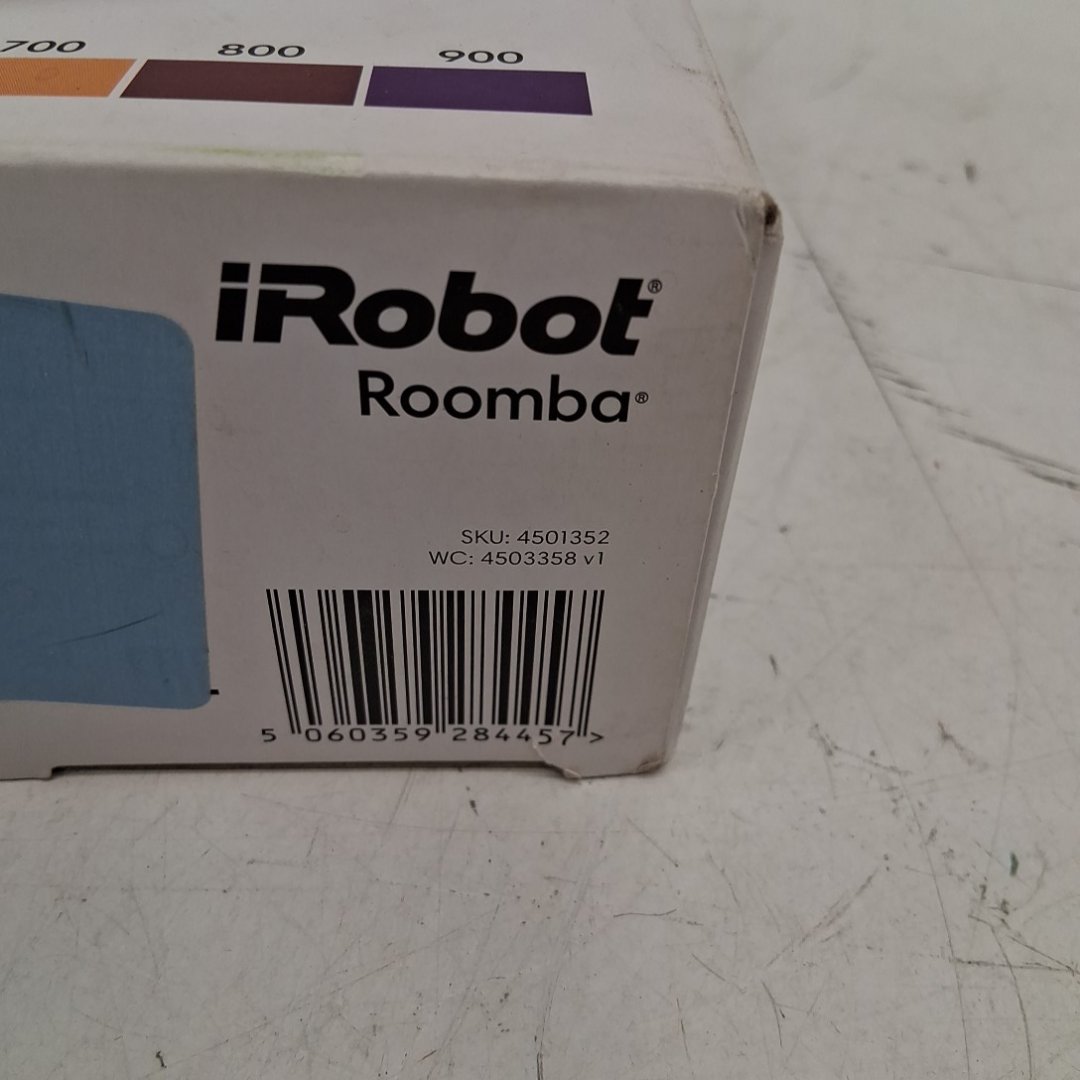 700 800 900
iRobot®
Roomba®
SKU: 4501352
WC: 4503358 v1
5 060359 284457 >